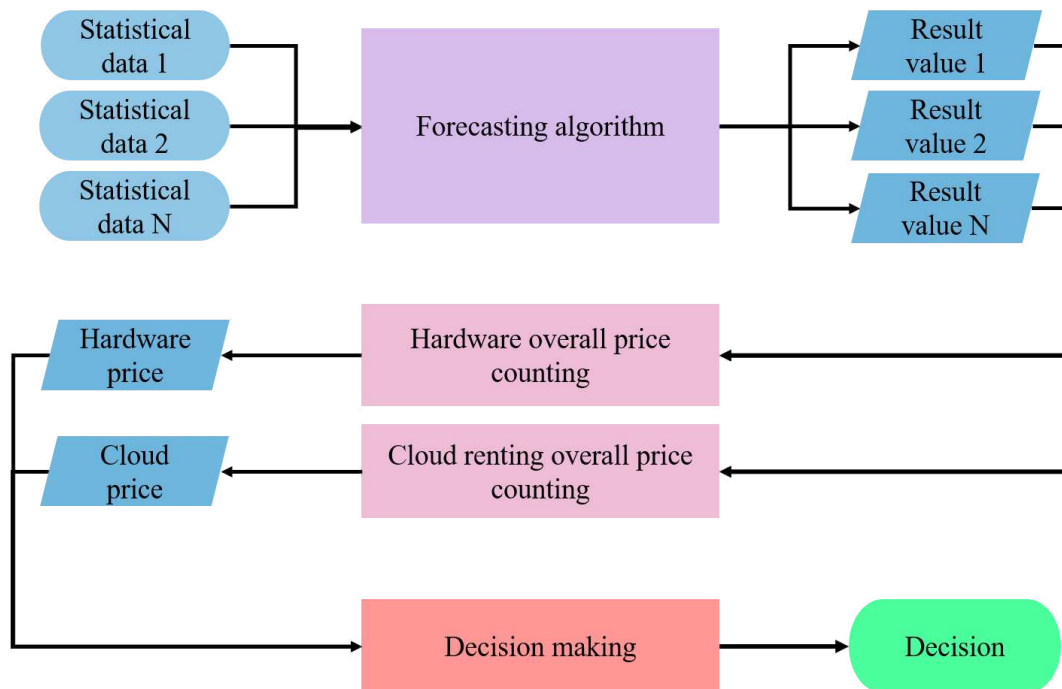 Statistical
data 1
Statistical
data 2
Statistical
data N
Forecasting algorithm
Result
value 1
Result
value 2
Result
value N
Hardware
price
Hardware overall price
counting
Cloud
price
Cloud renting overall price
counting
Decision making
Decision